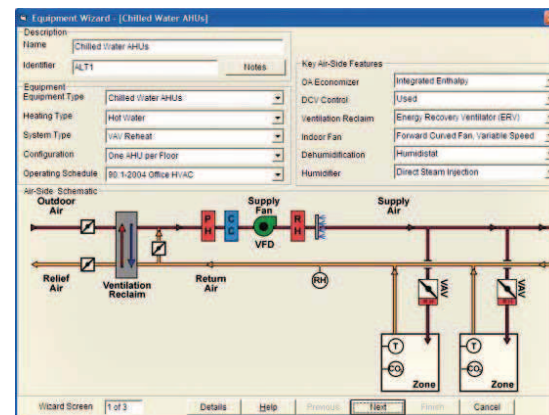 Equipment Wizard - [Chilled Water AHUs]
Description
Name Chilled Water AHUs
Identifier ALT1 Notes
Equipment
Equipment Type Chilled Water AHUs
Heating Type Hot Water
System Type VAV Reheat
Configuration One AHU per Floor
Operating Schedule 90.1-2004 Office HVAC
Key Air-Side Features
OA Economizer Integrated Enthalpy
DCV Control Used
Ventilation Reclaim Energy Recovery Ventilator (ERV)
Indoor Fan Forward Curved Fan, Variable Speed
Dehumidification Humidistat
Humidifier Direct Steam Injection
Air-Side Schematic
Outdoor Air
Supply Fan
Supply Air
PH
CC
RH
VFD
Relief Air
Ventilation Reclaim
Return Air
RH
VAV
RH
VAV
RH
T
CO2
Zone
T
CO2
Zone
Wizard Screen 1 of 3 Details Help Previous Next Finish Cancel